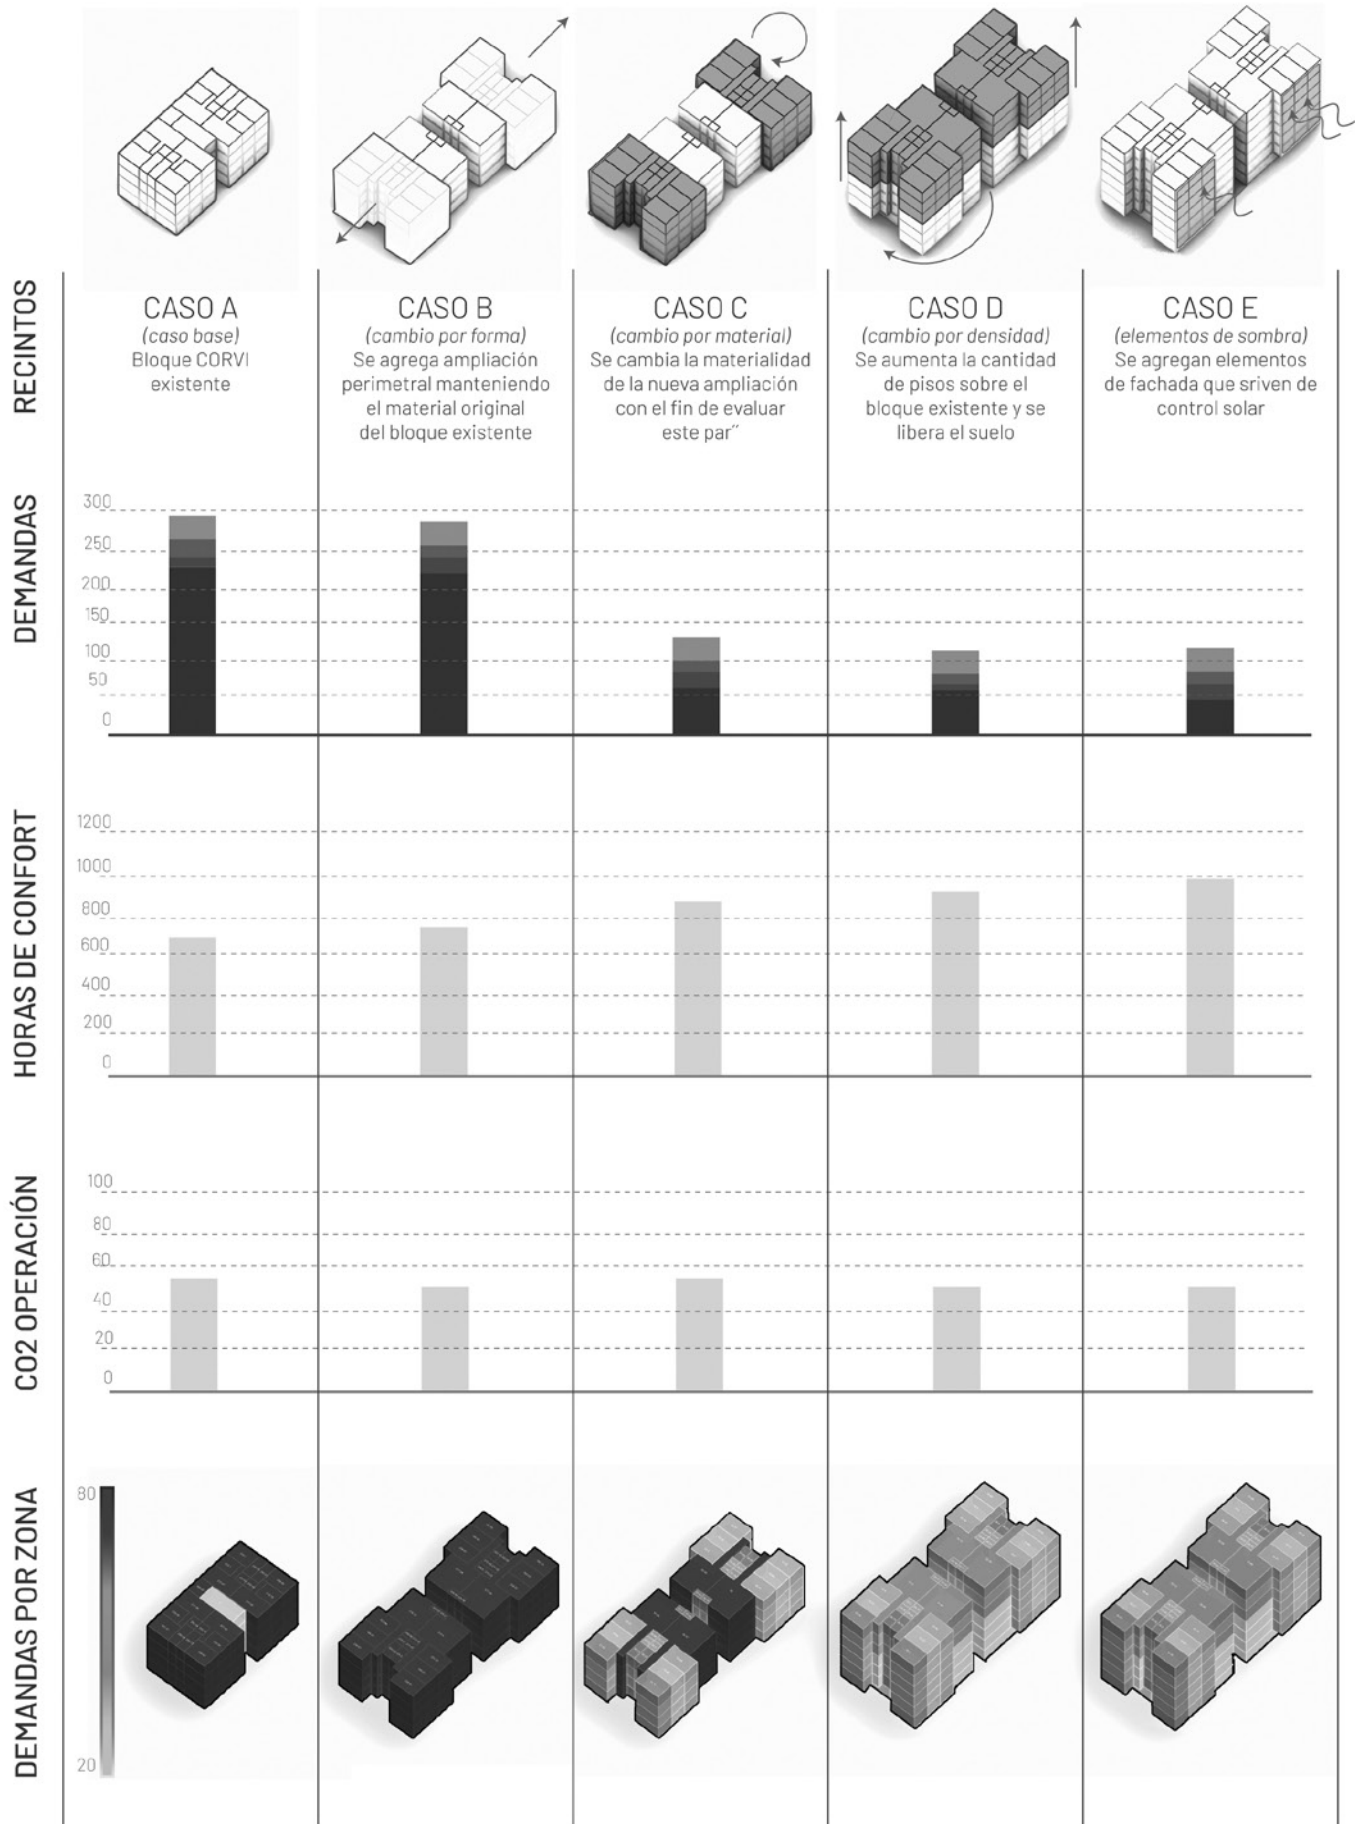 RECINTOS
CASO A
(caso base)
Bloque CORVI
existente
CASO B
(cambio por forma)
Se agrega ampliación
perimetral manteniendo
el material original
del bloque existente
CASO C
(cambio por material)
Se cambia la materialidad
de la nueva ampliación
con el fin de evaluar
este par¨
CASO D
(cambio por densidad)
Se aumenta la cantidad
de pisos sobre el
bloque existente y se
libera el suelo
CASO E
(elementos de sombra)
Se agregan elementos
de fachada que sriven de
control solar
DEMANDAS
300
250
200
150
100
50
0
HORAS DE CONFORT
1200
1000
800
600
400
200
0
CO2 OPERACIÓN
100
80
60
40
20
0
DEMANDAS POR ZONA
80
20